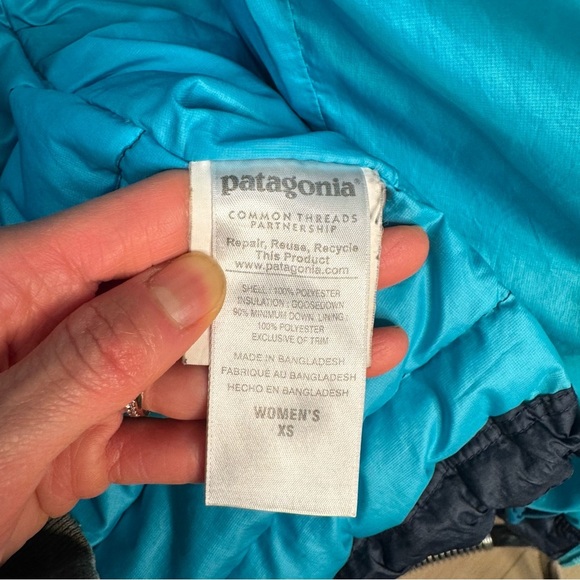 patagonia®
COMMON THREADS
PARTNERSHIP
Repair, Reuse, Recycle
This Product
www.patagonia.com
SHELL: 100% POLYESTER
INSULATION: GOOSEDOWN
90% MINIMUM DOWN, LINING:
100% POLYESTER
EXCLUSIVE OF TRIM
MADE IN BANGLADESH
FABRIQUÉ AU BANGLADESH
HECHO EN BANGLADESH
WOMEN'S
XS